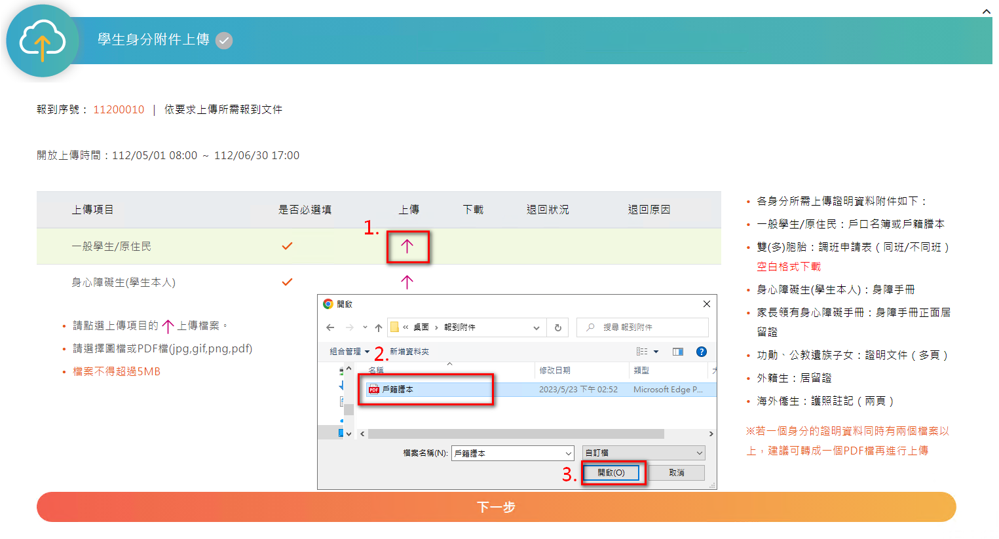 學生身分附件上傳
報到序號： 11200010 ｜ 依要求上傳所需報到文件
開放上傳時間：112/05/01 08:00 ～ 112/06/30 17:00
上傳項目 是否必選填 上傳 下載 退回狀況 退回原因
1.
一般學生/原住民
身心障礙生(學生本人)
• 請點選上傳項目的 ↑ 上傳檔案。
• 請選擇圖檔或PDF檔(jpg,gif,png,pdf)
• 檔案不得超過5MB
開啟
« 桌面 › 報到附件
搜尋 報到附件
組合管理 2. 新增資料夾
名稱 修改日期 類型
戶籍謄本 2023/5/23 下午 02:52 Microsoft Edge P...
檔案名稱(N): 戶籍謄本 自訂檔
3. 開啟(O) 取消
• 各身分所需上傳證明資料附件如下：
• 一般學生/原住民：戶口名簿或戶籍謄本
• 雙(多)胞胎：調班申請表（同班/不同班）
空白格式下載
• 身心障礙生(學生本人)：身障手冊
• 家長領有身心障礙手冊：身障手冊正面居
留證
• 功勛、公教遺族子女：證明文件（多頁）
• 外籍生：居留證
• 海外僑生：護照註記（兩頁）
※若一個身分的證明資料同時有兩個檔案以
上，建議可轉成一個PDF檔再進行上傳
下一步